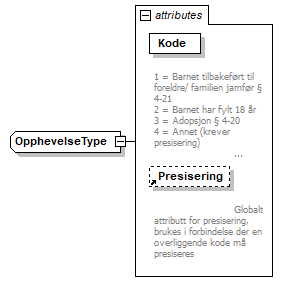 attributes
Kode
1 = Barnet tilbakeført til
foreldre/ familien jamfør §
4-21
2 = Barnet har fylt 18 år
3 = Adopsjon § 4-20
4 = Annet (krever
presisering)
...
OpphevelseType
Presisering
Globalt
attributt for presisering,
brukes i forbindelse der en
overliggende kode må
presiseres